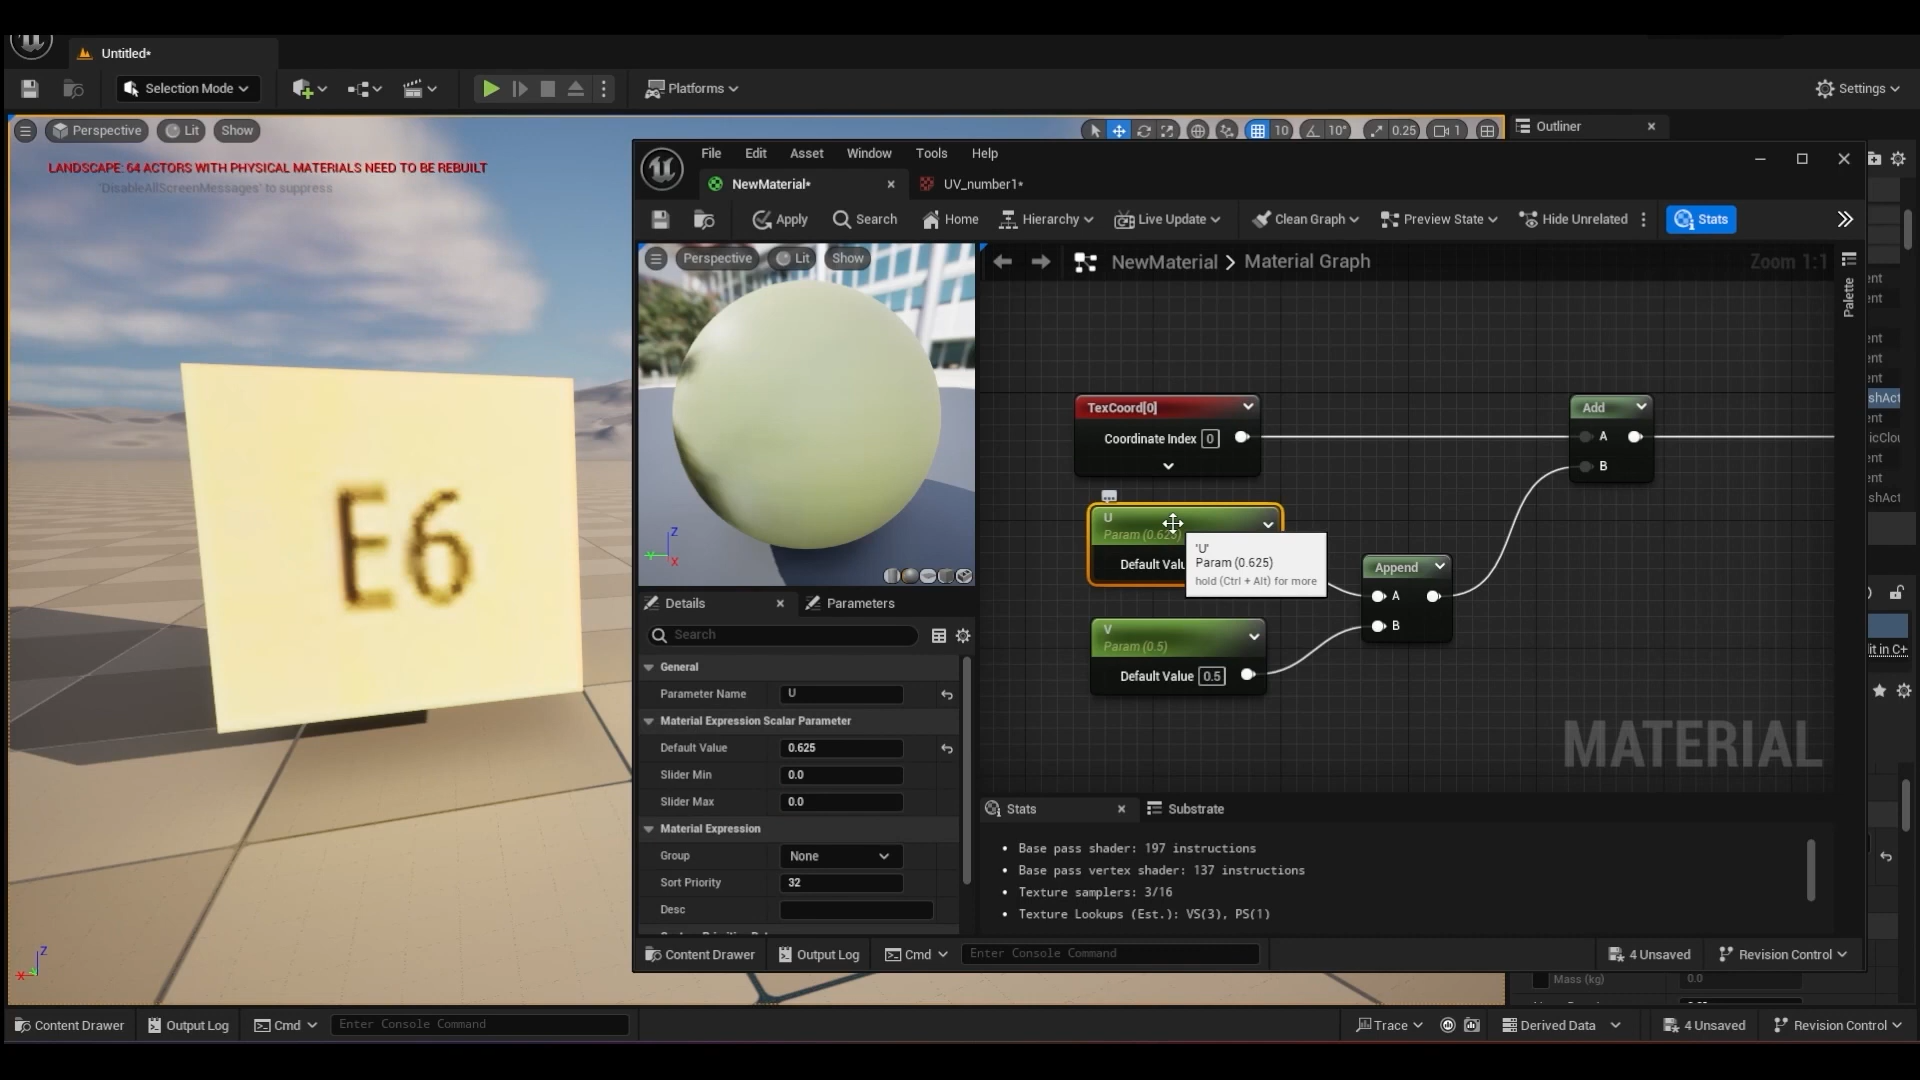 Untitled*
Selection Mode
Platforms
Settings
Perspective
Lit
Show
10
10°
0.25
1
Outliner
LANDSCAPE: 64 ACTORS WITH PHYSICAL MATERIALS NEED TO BE REBUILT
'DisableAllScreenMessages' to suppress
E6
File
Edit
Asset
Window
Tools
Help
NewMaterial*
UV_number1*
Apply
Search
Home
Hierarchy
Live Update
Clean Graph
Preview State
Hide Unrelated
Stats
Perspective
Lit
Show
NewMaterial > Material Graph
Zoom 1:1
Palette
TexCoord[0]
Coordinate Index 0
Add
A
B
U
Param (0.625)
'U'
Param (0.625)
hold (Ctrl + Alt) for more
Append
A
B
V
Param (0.5)
Default Value 0.5
MATERIAL
Z
Y
X
Details
Parameters
Search
General
Parameter Name U
Material Expression Scalar Parameter
Default Value 0.625
Slider Min 0.0
Slider Max 0.0
Material Expression
Group None
Sort Priority 32
Desc
Stats
Substrate
• Base pass shader: 197 instructions
• Base pass vertex shader: 137 instructions
• Texture samplers: 3/16
• Texture Lookups (Est.): VS(3), PS(1)
Content Drawer
Output Log
Cmd
Enter Console Command
4 Unsaved
Revision Control
Mass (kg)
0.0
Z
X
Content Drawer
Output Log
Cmd
Enter Console Command
Trace
Derived Data
4 Unsaved
Revision Control